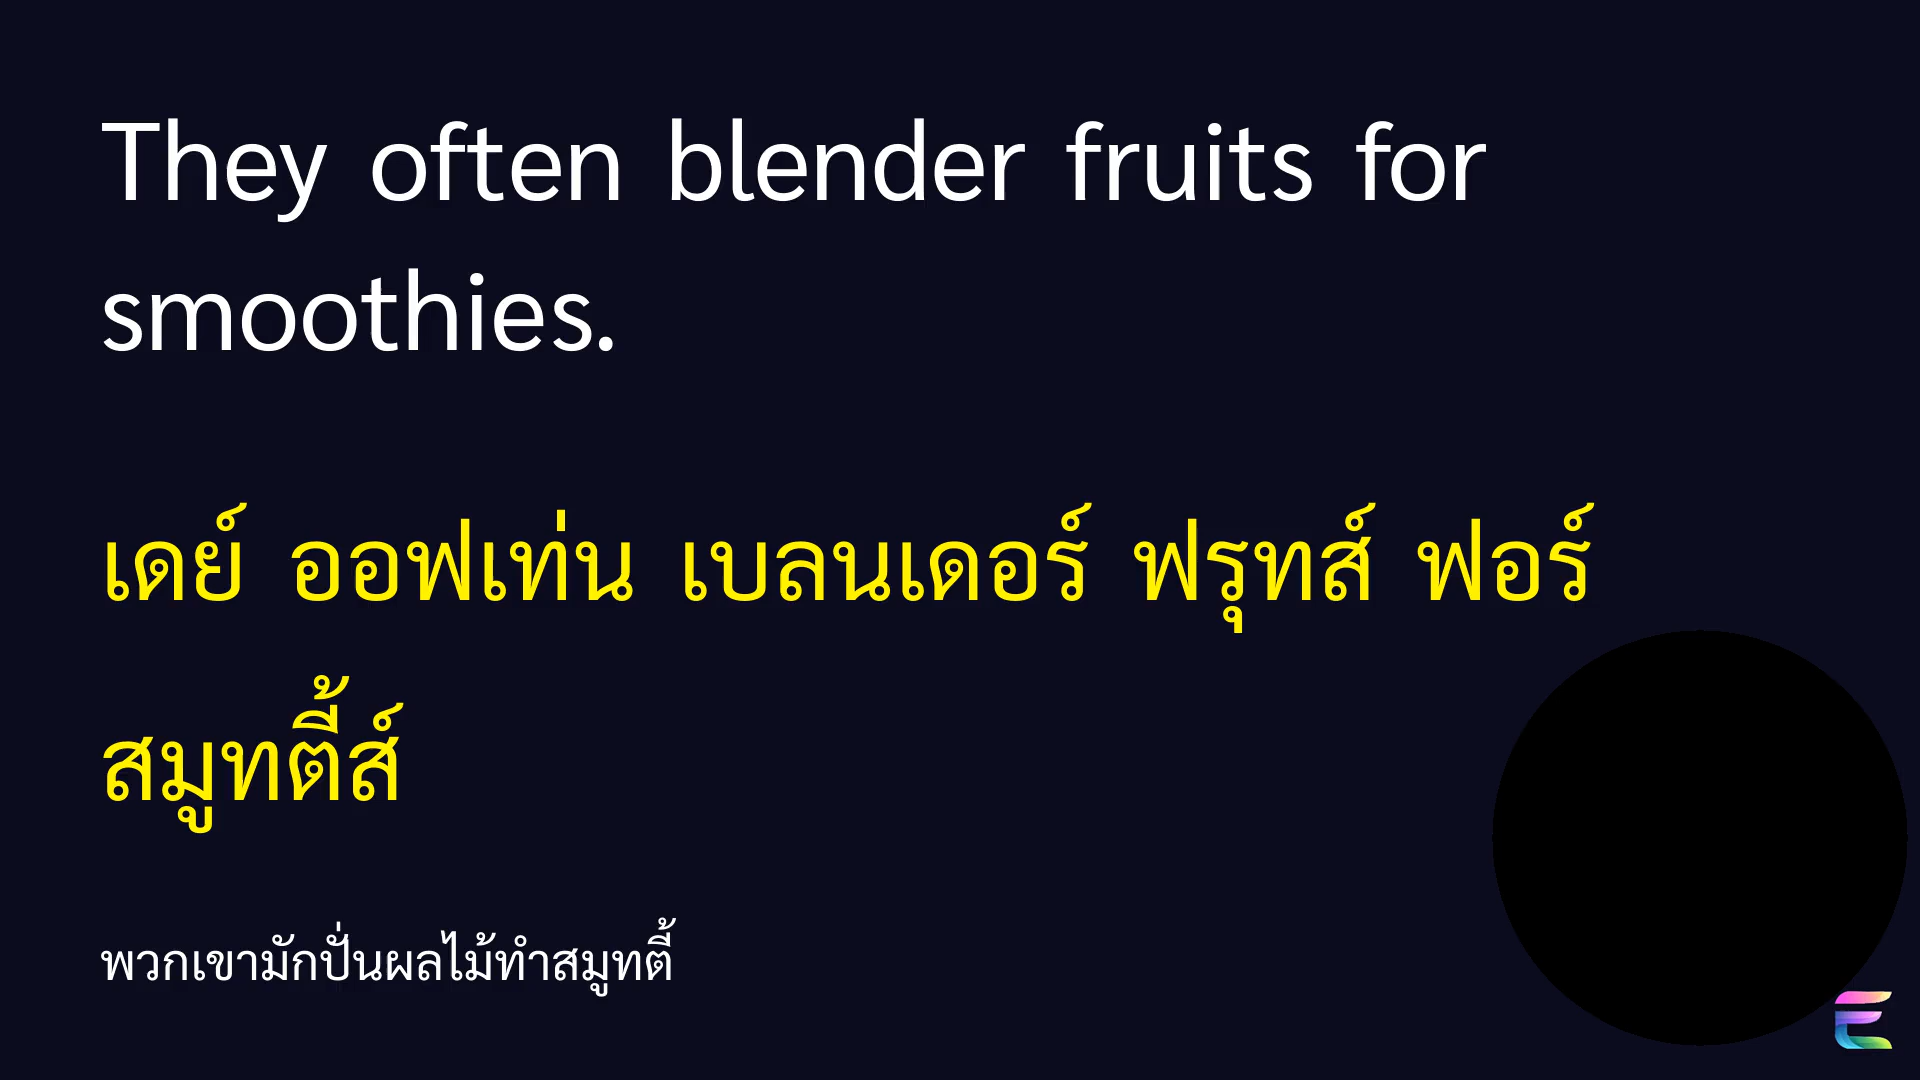 They often blender fruits for
smoothies.
เดย์ ออฟเท่น เบลนเดอร์ ฟรุทส์ ฟอร์
สมูทตี้ส์
พวกเขามักปั่นผลไม้ทำสมูทตี้